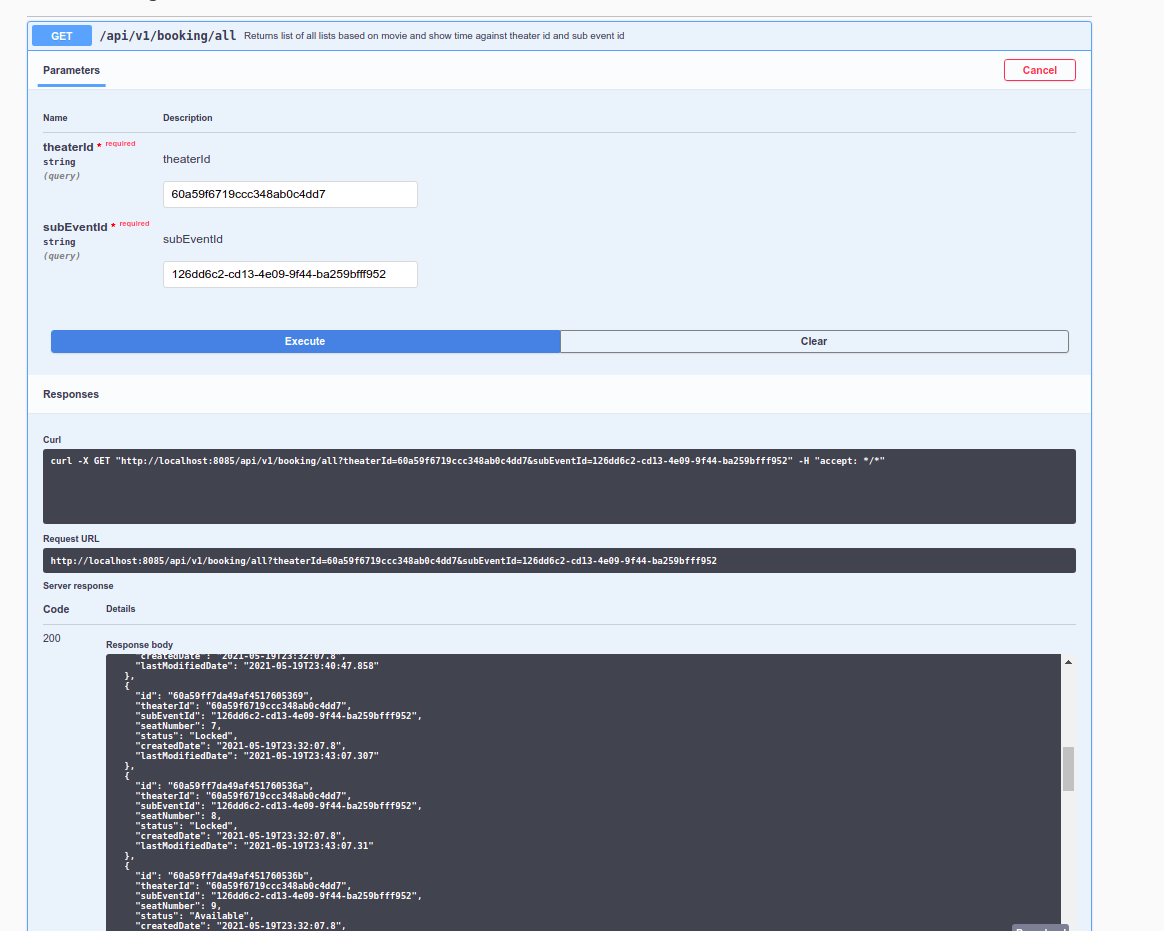 GET /api/v1/booking/all Returns list of all lists based on movie and show time against theater id and sub event id
Parameters
Cancel
Name Description
theaterId * required
string
(query)
theaterId
60a59f6719ccc348ab0c4dd7
subEventId * required
string
(query)
subEventId
126dd6c2-cd13-4e09-9f44-ba259bfff952
Execute
Clear
Responses
Curl
curl -X GET "http://localhost:8085/api/v1/booking/all?theaterId=60a59f6719ccc348ab0c4dd7&subEventId=126dd6c2-cd13-4e09-9f44-ba259bfff952" -H "accept: */*"
Request URL
http://localhost:8085/api/v1/booking/all?theaterId=60a59f6719ccc348ab0c4dd7&subEventId=126dd6c2-cd13-4e09-9f44-ba259bfff952
Server response
Code Details
200
Response body
"createdDate": "2021-05-19T23:32:07.8",
"lastModifiedDate": "2021-05-19T23:40:47.858"
},
{
"id": "60a59ff7da49af4517605369",
"theaterId": "60a59f6719ccc348ab0c4dd7",
"subEventId": "126dd6c2-cd13-4e09-9f44-ba259bfff952",
"seatNumber": 7,
"status": "Locked",
"createdDate": "2021-05-19T23:32:07.8",
"lastModifiedDate": "2021-05-19T23:43:07.307"
},
{
"id": "60a59ff7da49af451760536a",
"theaterId": "60a59f6719ccc348ab0c4dd7",
"subEventId": "126dd6c2-cd13-4e09-9f44-ba259bfff952",
"seatNumber": 8,
"status": "Locked",
"createdDate": "2021-05-19T23:32:07.8",
"lastModifiedDate": "2021-05-19T23:43:07.31"
},
{
"id": "60a59ff7da49af451760536b",
"theaterId": "60a59f6719ccc348ab0c4dd7",
"subEventId": "126dd6c2-cd13-4e09-9f44-ba259bfff952",
"seatNumber": 9,
"status": "Available",
"createdDate": "2021-05-19T23:32:07.8",